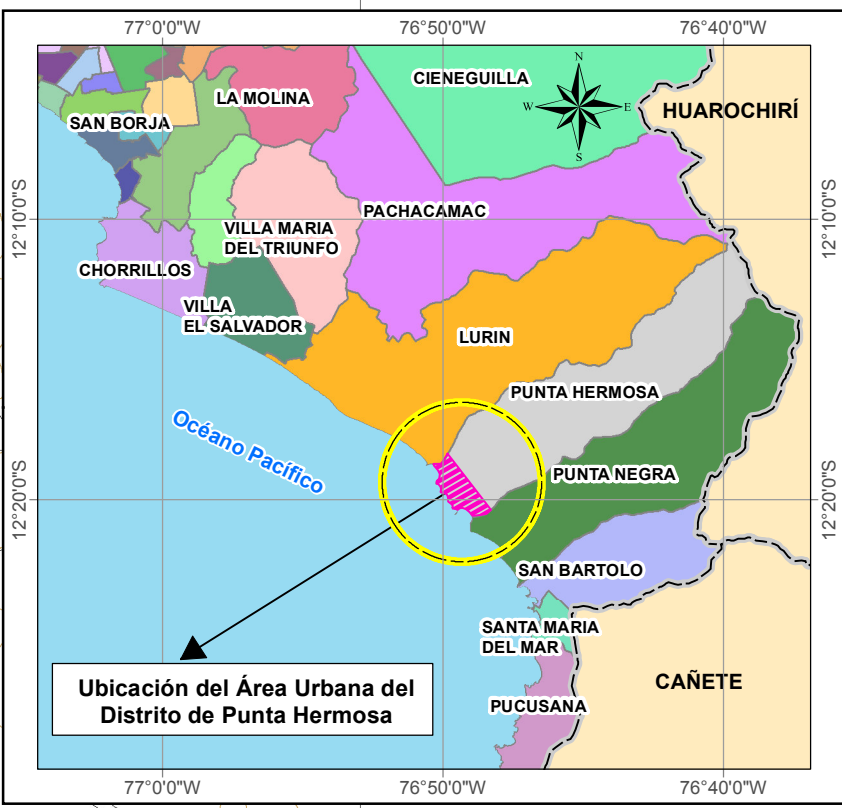 77°0'0"W
76°50'0"W
76°40'0"W
CIENEGUILLA
N
W
E
S
LA MOLINA
HUAROCHIRÍ
SAN BORJA
12°10'0"S
12°10'0"S
PACHACAMAC
VILLA MARIA
DEL TRIUNFO
CHORRILLOS
VILLA
EL SALVADOR
LURIN
PUNTA HERMOSA
Océano Pacífico
PUNTA NEGRA
12°20'0"S
12°20'0"S
SAN BARTOLO
SANTA MARIA
DEL MAR
CAÑETE
Ubicación del Área Urbana del
Distrito de Punta Hermosa
PUCUSANA
77°0'0"W
76°50'0"W
76°40'0"W